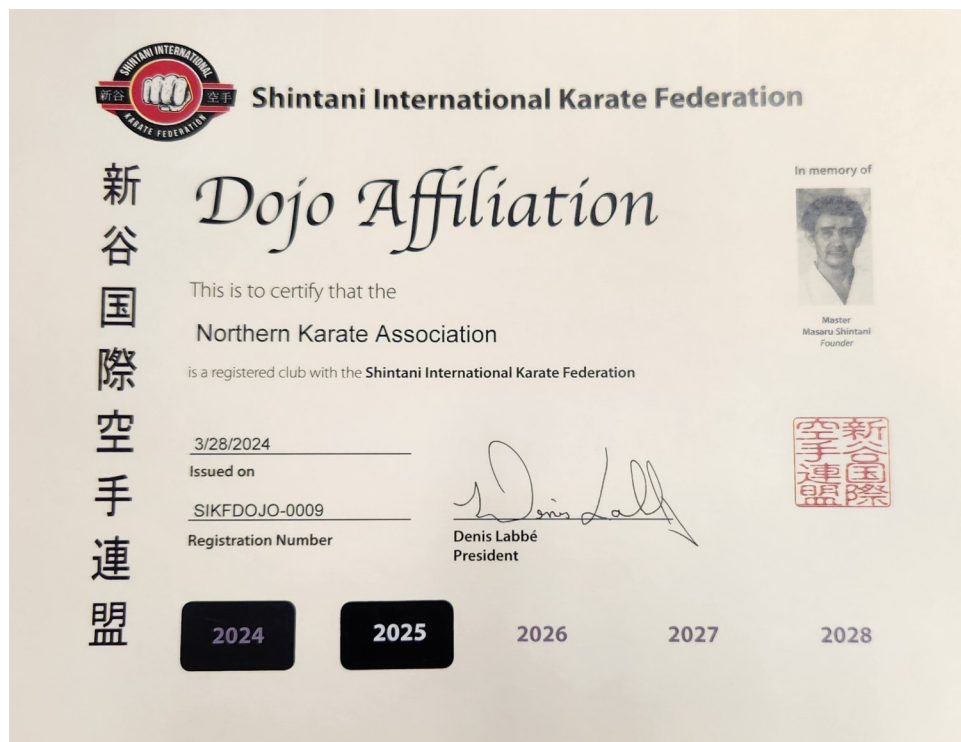 SHINTANI INTERNATIONAL
新谷 空手
KARATE FEDERATION
Shintani International Karate Federation
Dojo Affiliation
In memory of
Master
Masaru Shintani
Founder
新谷国際空手連盟
This is to certify that the
Northern Karate Association
is a registered club with the Shintani International Karate Federation
3/28/2024
Issued on
SIKFDOJO-0009
Registration Number
Denis Labbé
Denis Labbé
President
新谷国際
空手連盟
2024 2025 2026 2027 2028